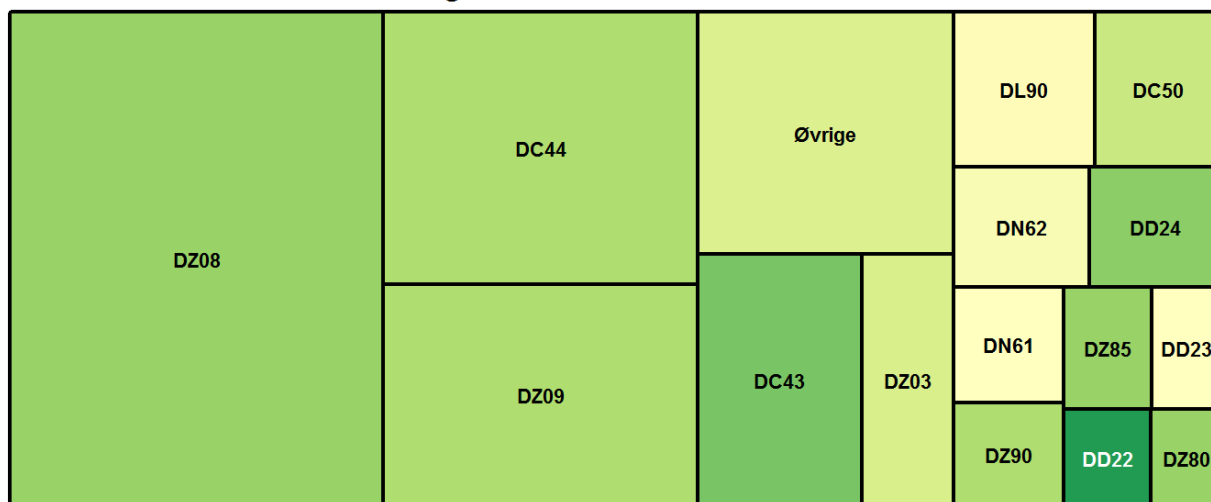 DZ08
DC44
DZ09
Øvrige
DC43
DZ03
DL90
DC50
DN62
DD24
DN61
DZ85
DD23
DZ90
DD22
DZ80